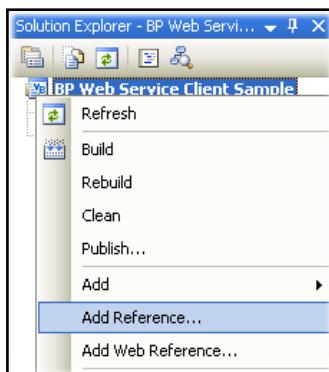 Solution Explorer - BP Web Servi...
BP Web Service Client Sample
Refresh
Build
Rebuild
Clean
Publish...
Add
Add Reference...
Add Web Reference...